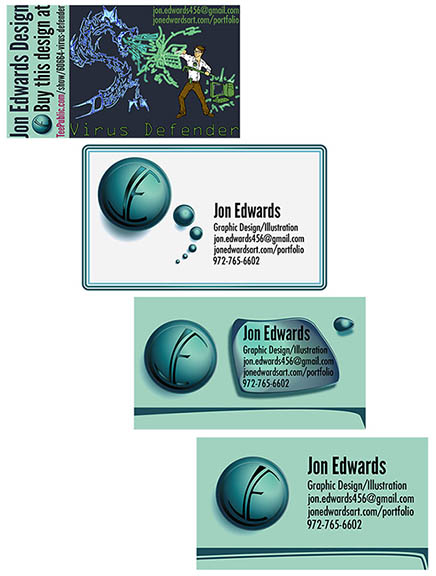 Jon Edwards Design
Buy this design at
TeePublic.com/show/60664-virus-defender
jon.edwards456@gmail.com
jonedwardsart.com/portfolio
Virus Defender
Jon Edwards
Graphic Design/Illustration
jon.edwards456@gmail.com
jonedwardsart.com/portfolio
972-765-6602
Jon Edwards
Graphic Design/Illustration
jon.edwards456@gmail.com
jonedwardsart.com/portfolio
972-765-6602
Jon Edwards
Graphic Design/Illustration
jon.edwards456@gmail.com
jonedwardsart.com/portfolio
972-765-6602